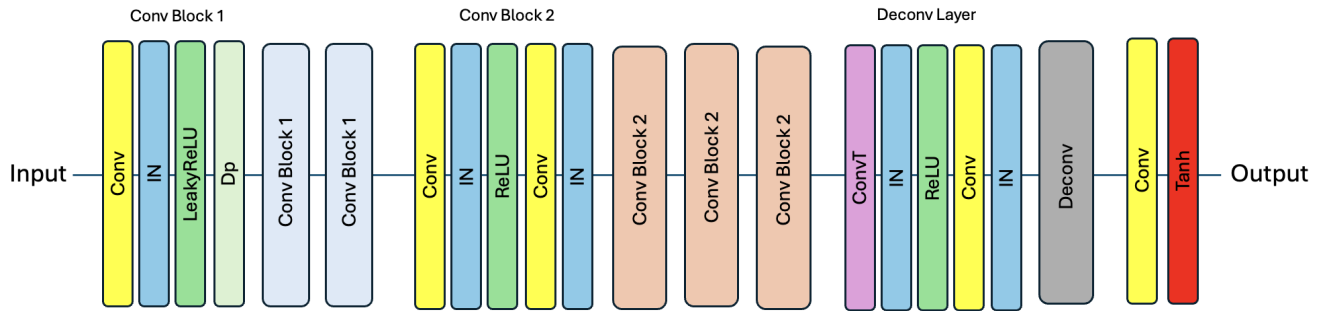 Conv Block 1
Conv Block 2
Deconv Layer
Input
Conv
IN
LeakyReLU
Dp
Conv Block 1
Conv Block 1
Conv
IN
ReLU
Conv
IN
Conv Block 2
Conv Block 2
Conv Block 2
ConvT
IN
ReLU
Conv
IN
Deconv
Conv
Tanh
Output